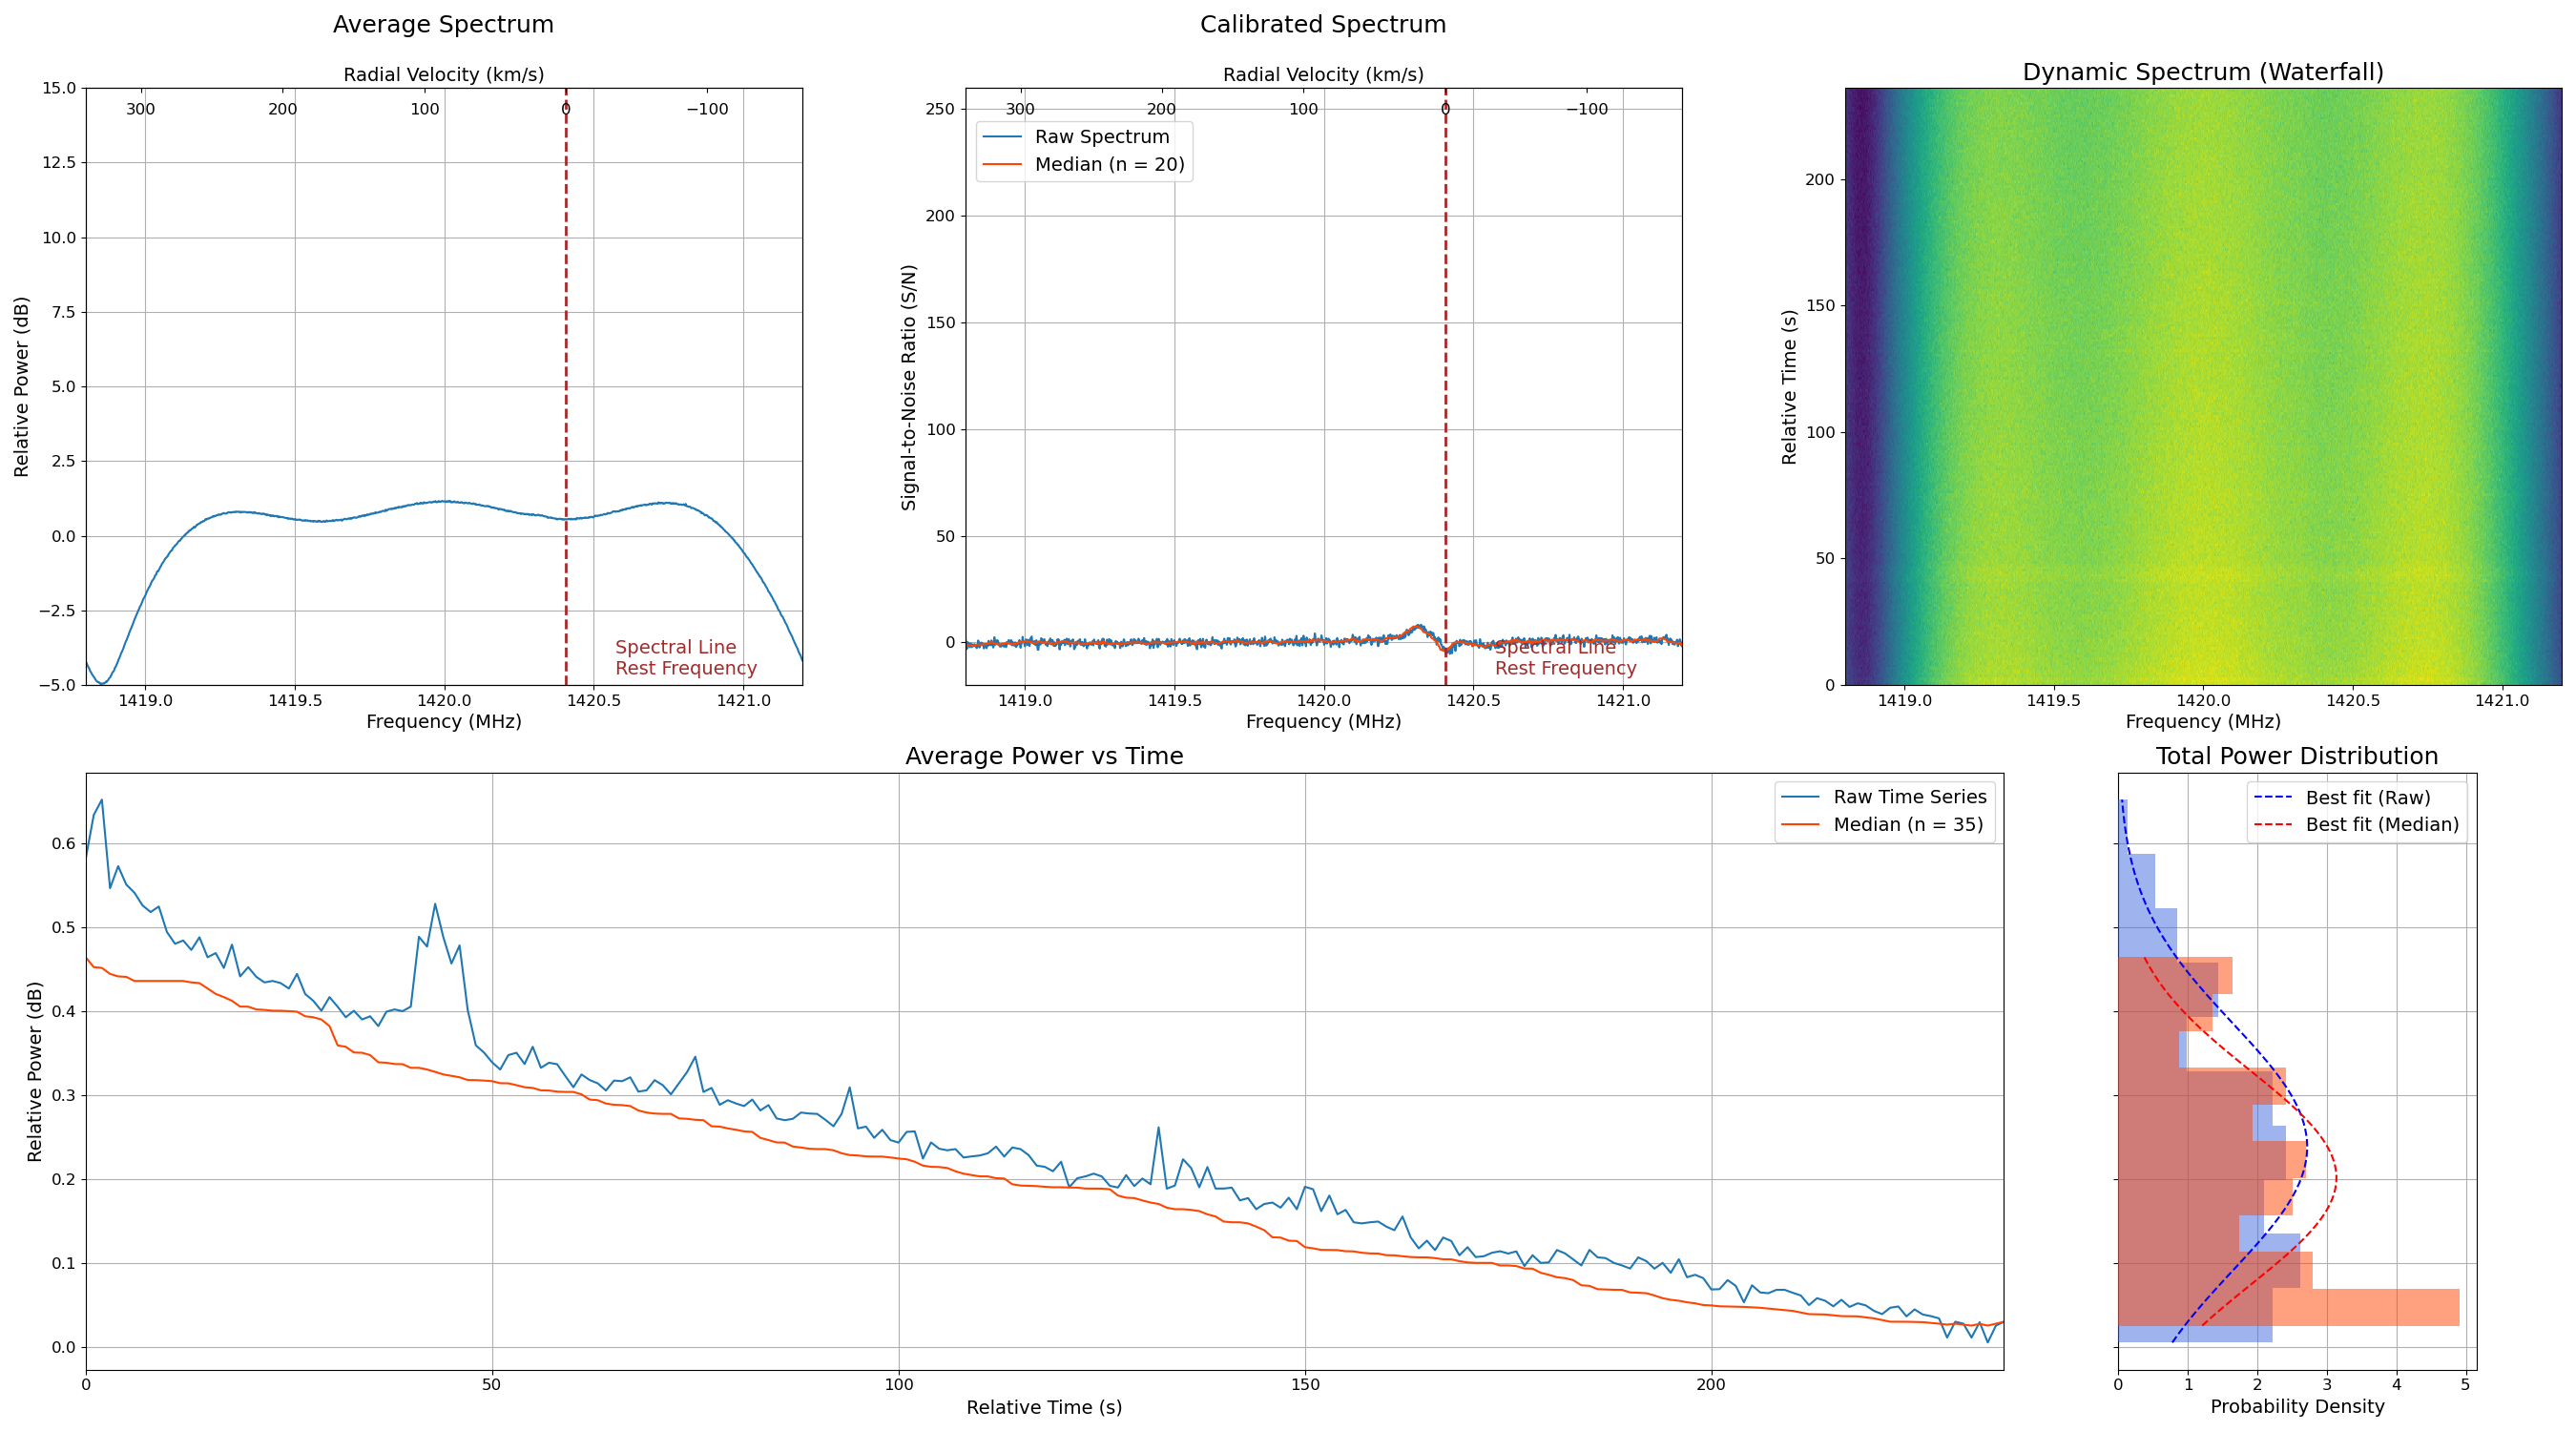 Average Spectrum
Radial Velocity (km/s)
300 200 100 0 −100
15.0
12.5
10.0
7.5
5.0
2.5
0.0
−2.5
−5.0
Relative Power (dB)
Spectral Line
Rest Frequency
1419.0 1419.5 1420.0 1420.5 1421.0
Frequency (MHz)
Calibrated Spectrum
Radial Velocity (km/s)
300 200 100 0 −100
Raw Spectrum
Median (n = 20)
250
200
150
100
50
0
Signal-to-Noise Ratio (S/N)
Spectral Line
Rest Frequency
1419.0 1419.5 1420.0 1420.5 1421.0
Frequency (MHz)
Dynamic Spectrum (Waterfall)
200
150
100
50
0
Relative Time (s)
1419.0 1419.5 1420.0 1420.5 1421.0
Frequency (MHz)
Average Power vs Time
Raw Time Series
Median (n = 35)
0.6
0.5
0.4
0.3
0.2
0.1
0.0
Relative Power (dB)
0 50 100 150 200
Relative Time (s)
Total Power Distribution
Best fit (Raw)
Best fit (Median)
0 1 2 3 4 5
Probability Density